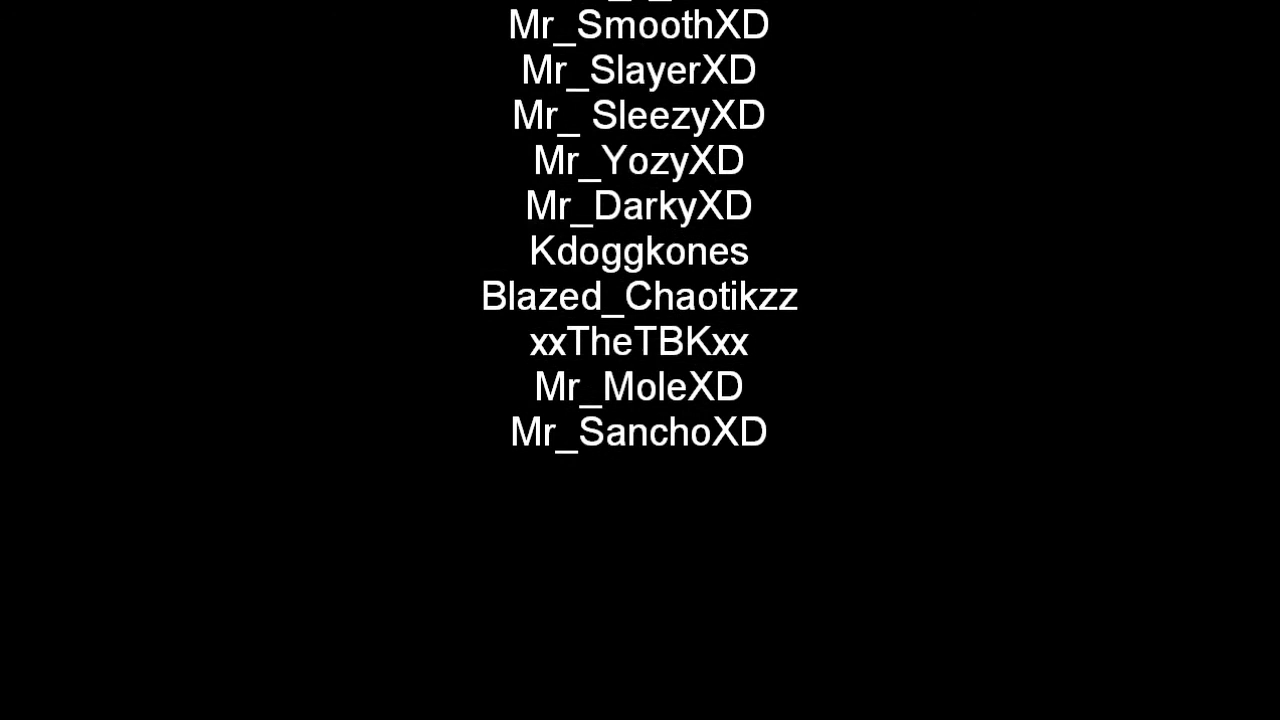 Mr_SmoothXD
Mr_SlayerXD
Mr_ SleezyXD
Mr_YozyXD
Mr_DarkyXD
Kdoggkones
Blazed_Chaotikzz
xxTheTBKxx
Mr_MoleXD
Mr_SanchoXD